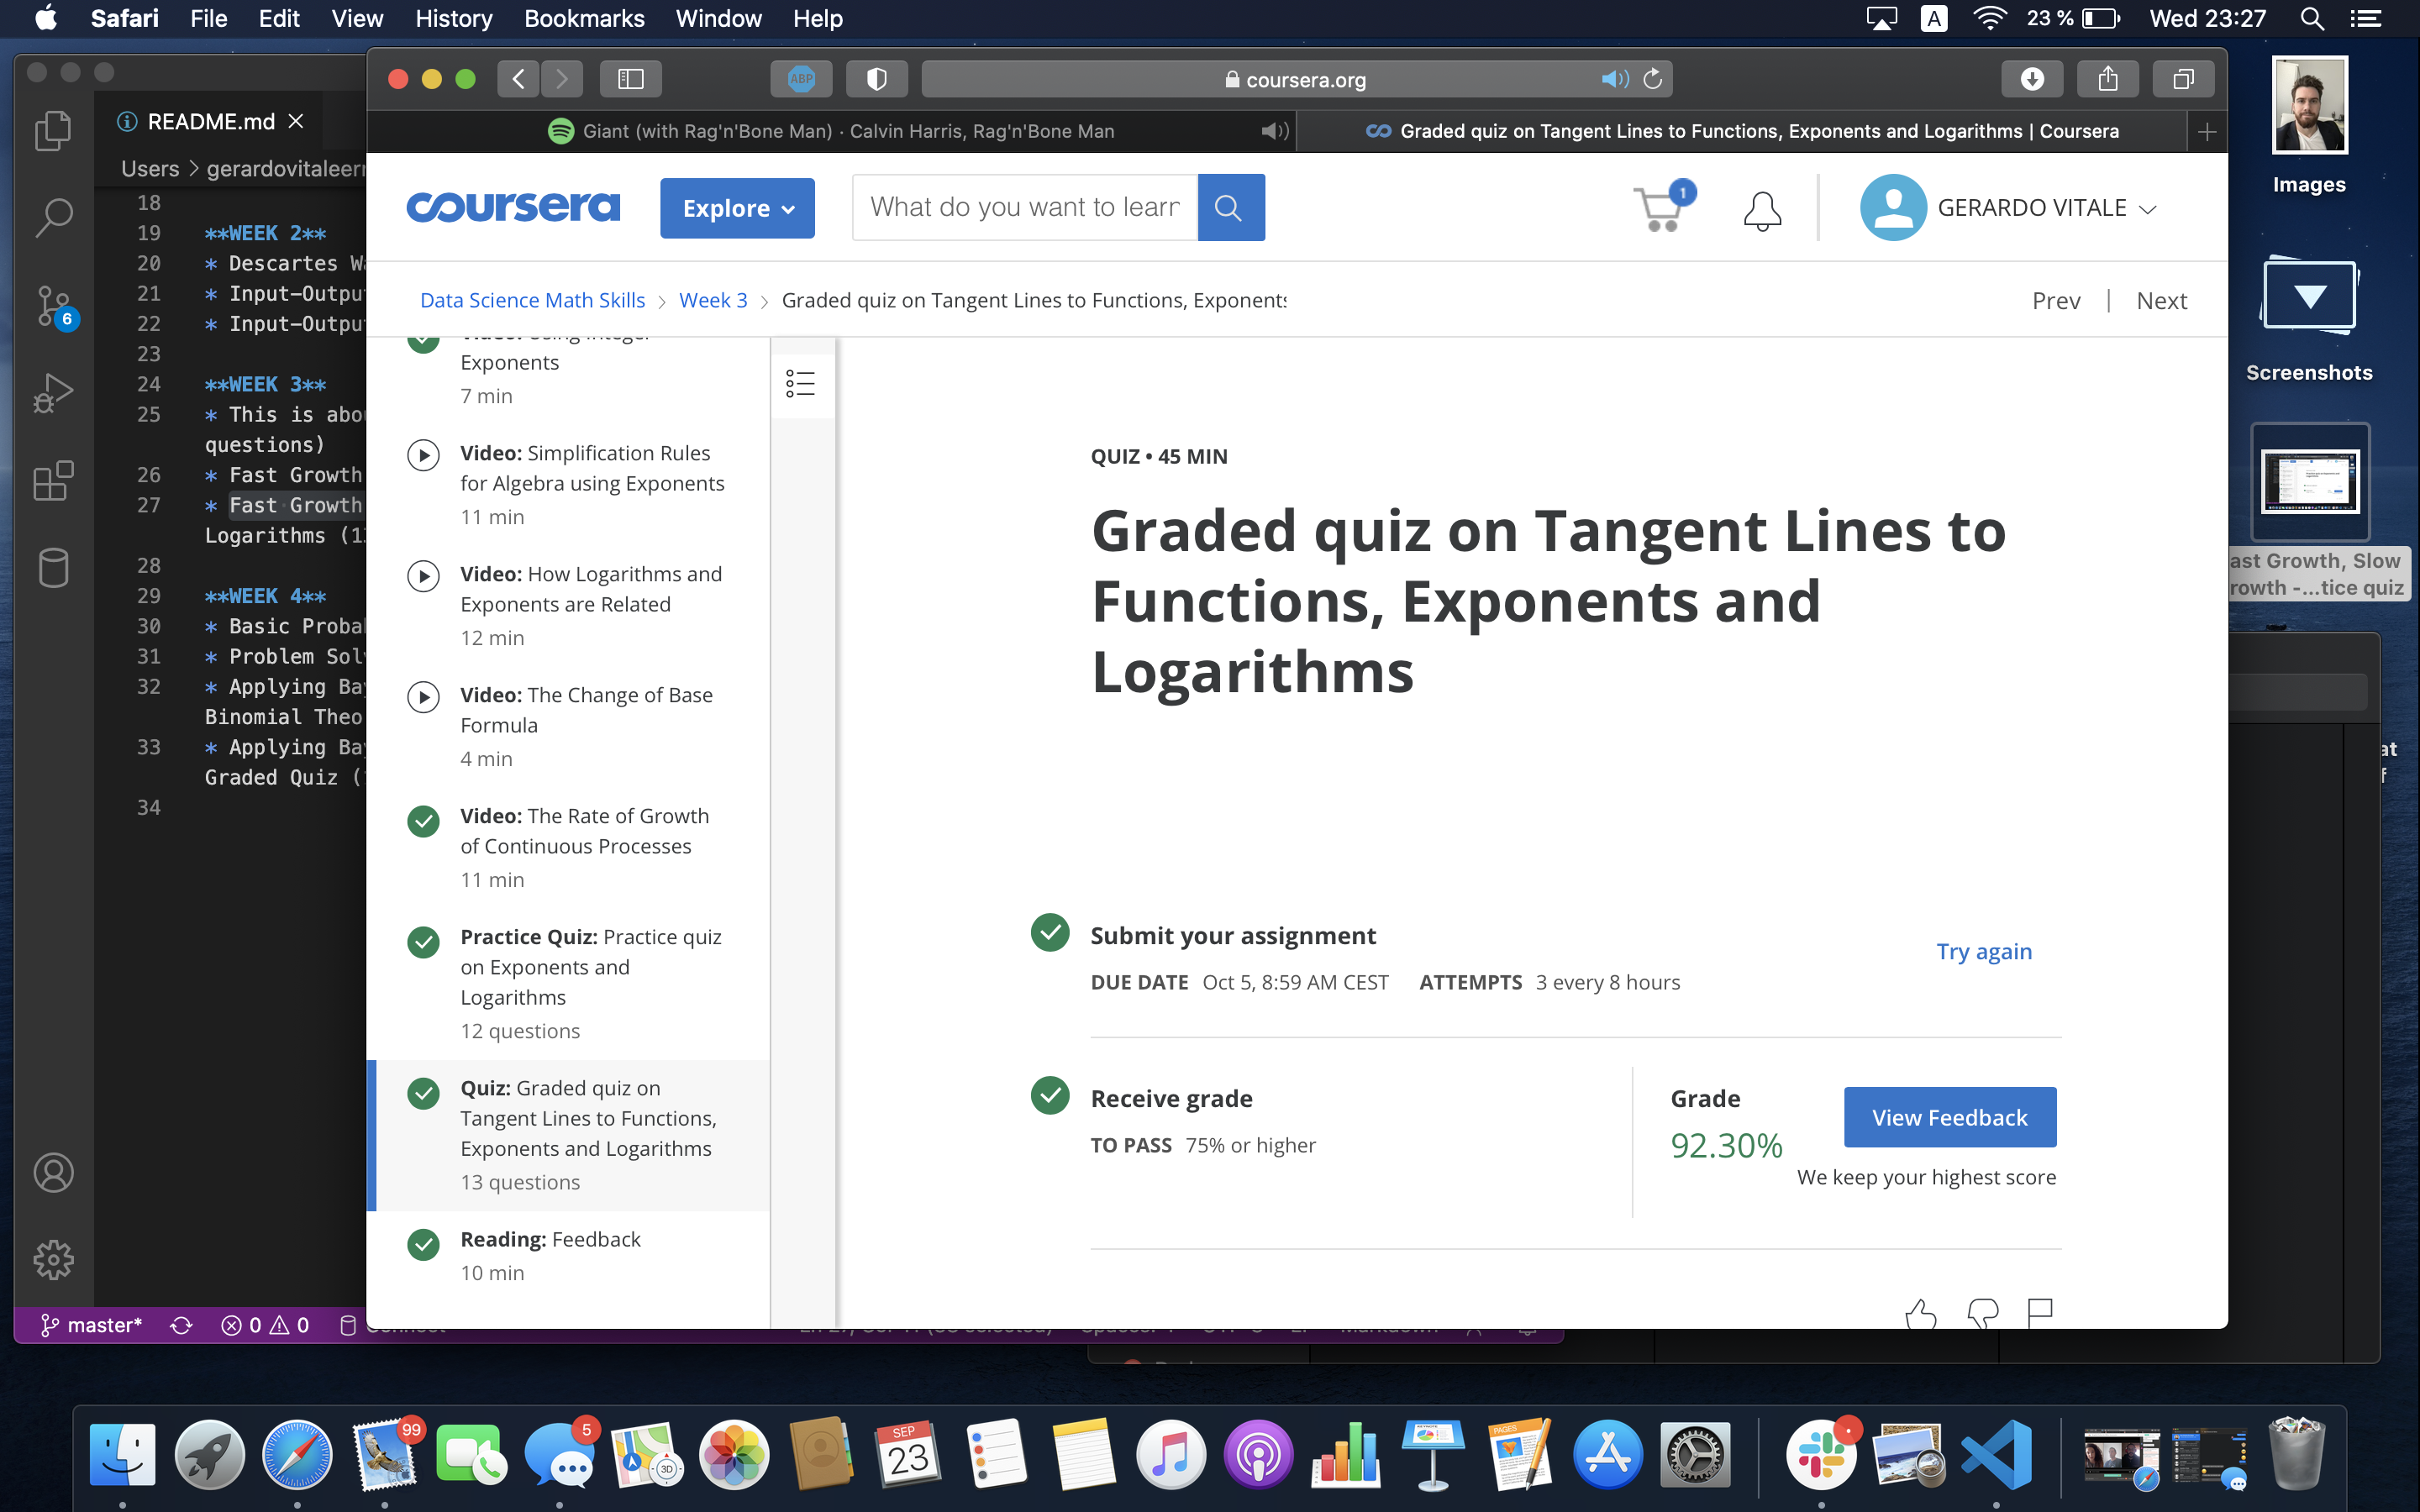 Safari File Edit View History Bookmarks Window Help
A 23 % Wed 23:27
README.md
Users > gerardovitaleer
18
19 **WEEK 2**
20 * Descartes Wa
21 * Input-Outpu
22 * Input-Outpu
23
24 **WEEK 3**
25 * This is abo
questions)
26 * Fast Growth
27 * Fast Growth
Logarithms (1
28
29 **WEEK 4**
30 * Basic Proba
31 * Problem Sol
32 * Applying Ba
Binomial Theo
33 * Applying Ba
Graded Quiz (
34
6
master* 0 0
ABP
coursera.org
Giant (with Rag'n'Bone Man) · Calvin Harris, Rag'n'Bone Man
Graded quiz on Tangent Lines to Functions, Exponents and Logarithms | Coursera
coursera
Explore
What do you want to learn
1
GERARDO VITALE
Data Science Math Skills > Week 3 > Graded quiz on Tangent Lines to Functions, Exponents
Prev | Next
Video: Using Integer
Exponents
7 min
Video: Simplification Rules
for Algebra using Exponents
11 min
Video: How Logarithms and
Exponents are Related
12 min
Video: The Change of Base
Formula
4 min
Video: The Rate of Growth
of Continuous Processes
11 min
Practice Quiz: Practice quiz
on Exponents and
Logarithms
12 questions
Quiz: Graded quiz on
Tangent Lines to Functions,
Exponents and Logarithms
13 questions
Reading: Feedback
10 min
QUIZ • 45 MIN
Graded quiz on Tangent Lines to
Functions, Exponents and
Logarithms
Submit your assignment
Try again
DUE DATE Oct 5, 8:59 AM CEST ATTEMPTS 3 every 8 hours
Receive grade
TO PASS 75% or higher
Grade
92.30%
View Feedback
We keep your highest score
Images
Screenshots
ast Growth, Slow
rowth -...tice quiz
at
f
99
5
3D
SEP
23